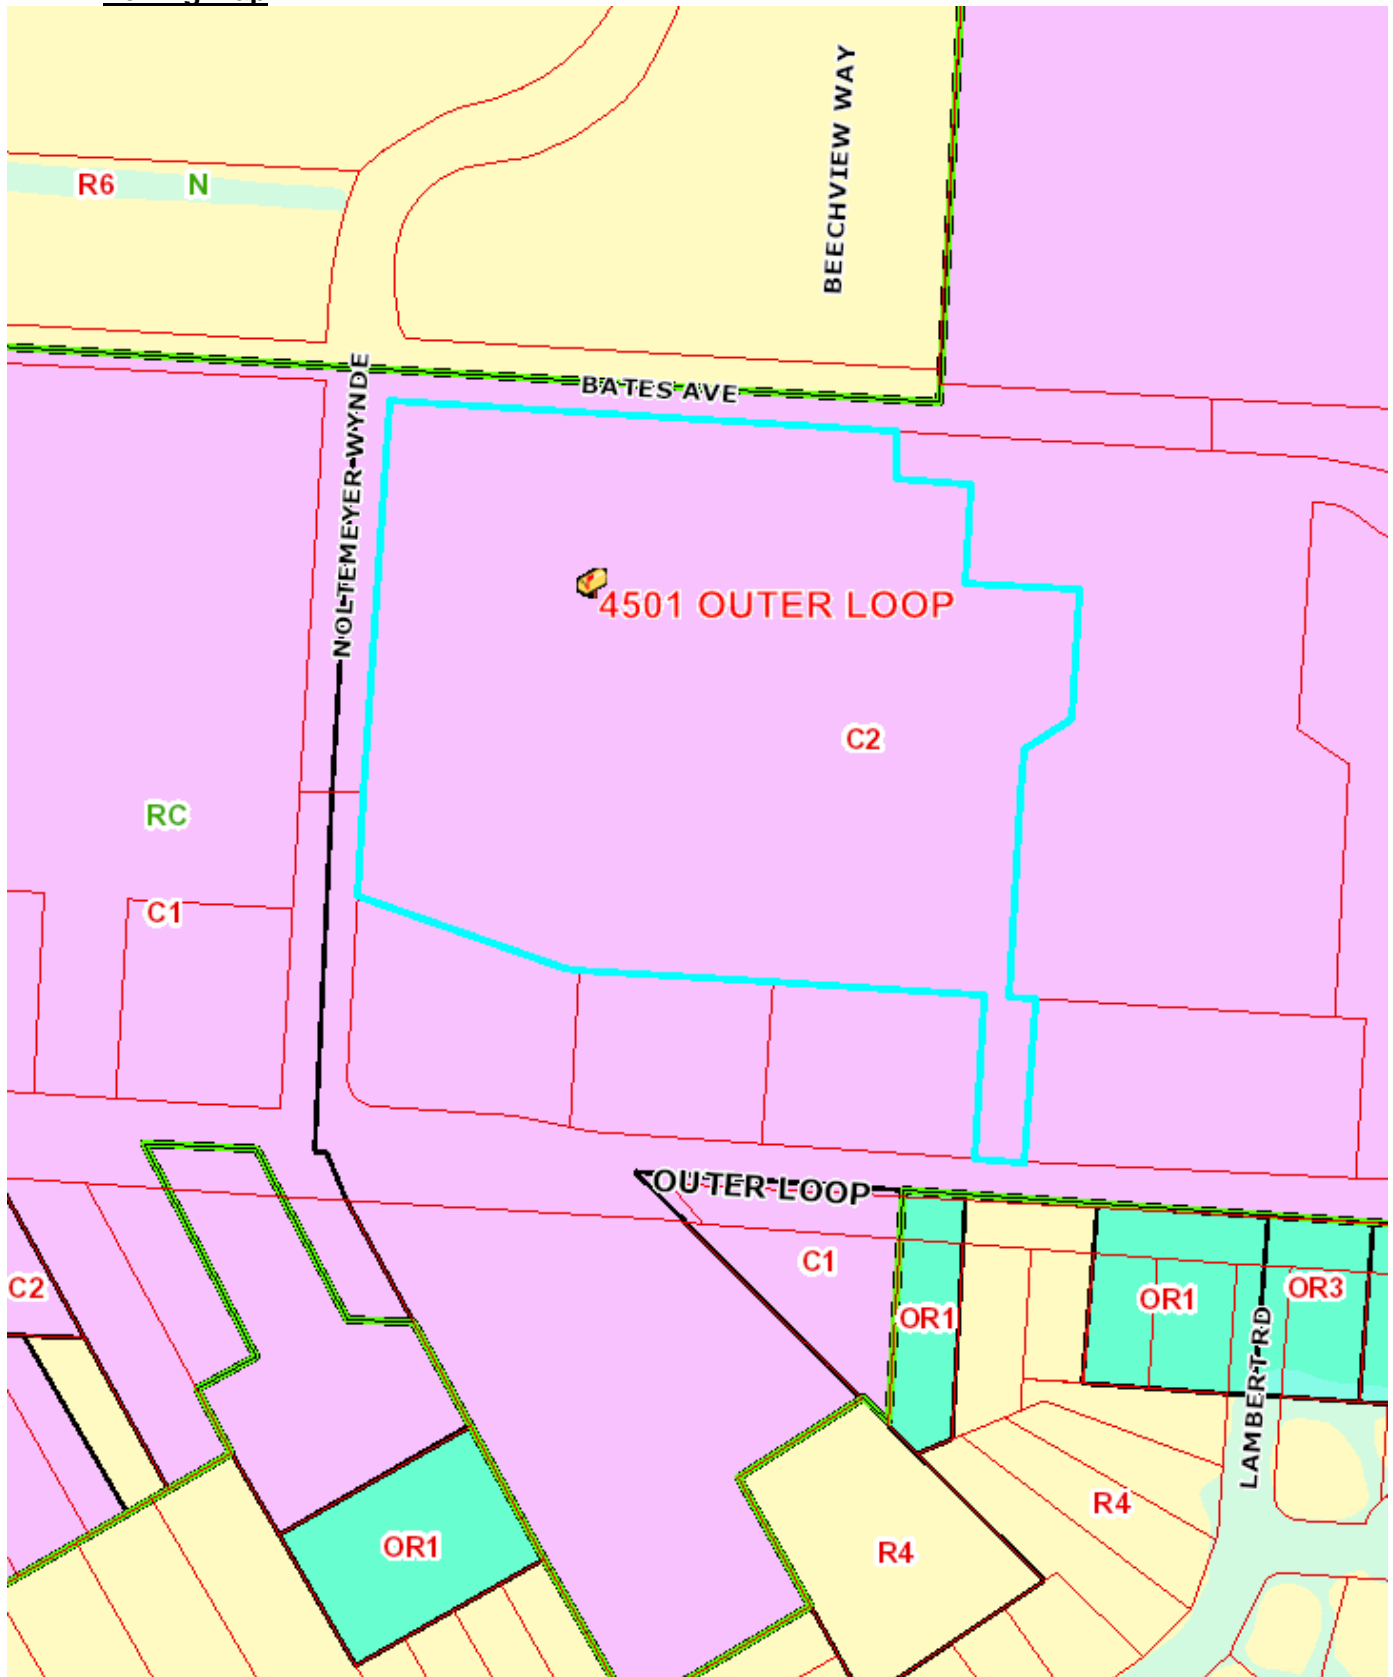 BEECHVIEW WAY
R6
N
BATES AVE
NOLTEMEYER WYNDE
4501 OUTER LOOP
C2
RC
C1
OUTER LOOP
C1
C2
OR1
OR1
OR3
LAMBERT RD
R4
OR1
R4